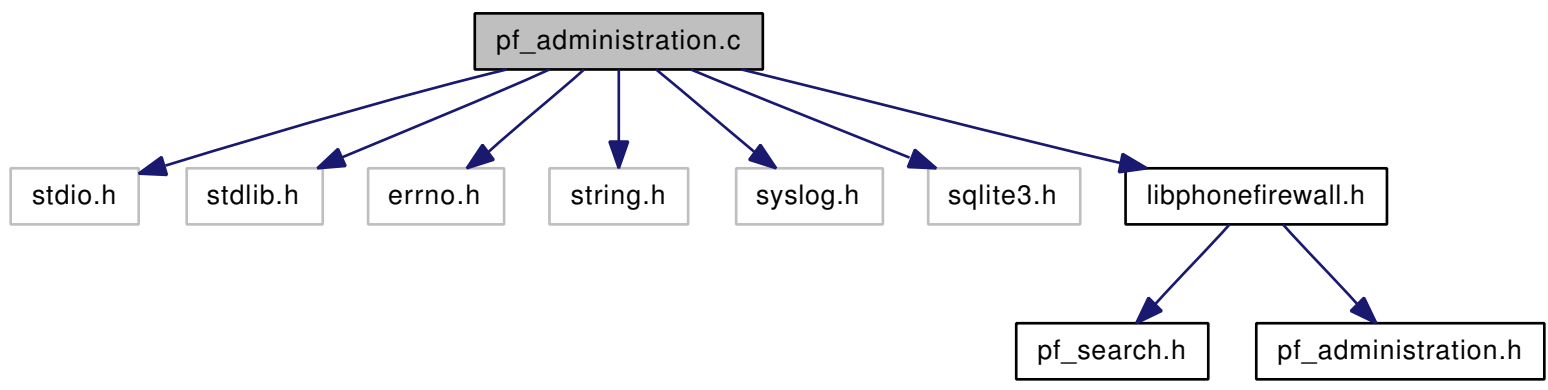 pf_administration.c
stdio.h
stdlib.h
errno.h
string.h
syslog.h
sqlite3.h
libphonefirewall.h
pf_search.h
pf_administration.h